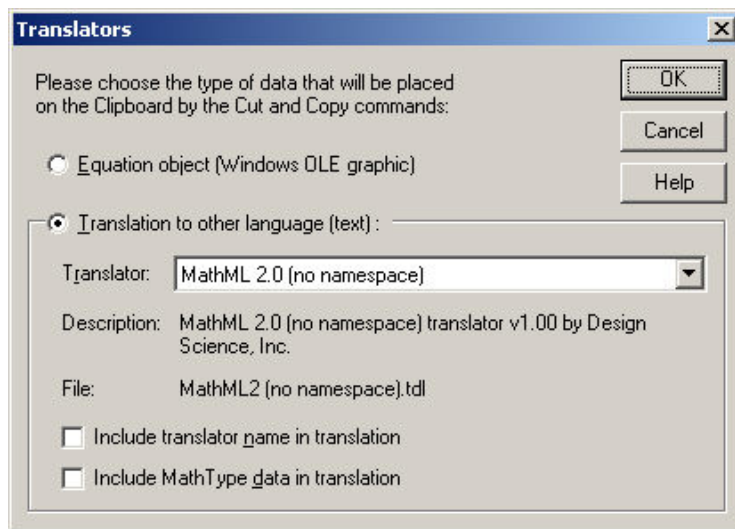 Translators
Please choose the type of data that will be placed
on the Clipboard by the Cut and Copy commands:
OK
Cancel
Help
Equation object (Windows OLE graphic)
Translation to other language (text) :
Translator: MathML 2.0 (no namespace)
Description: MathML 2.0 (no namespace) translator v1.00 by Design
Science, Inc.
File: MathML2 (no namespace).tdl
Include translator name in translation
Include MathType data in translation